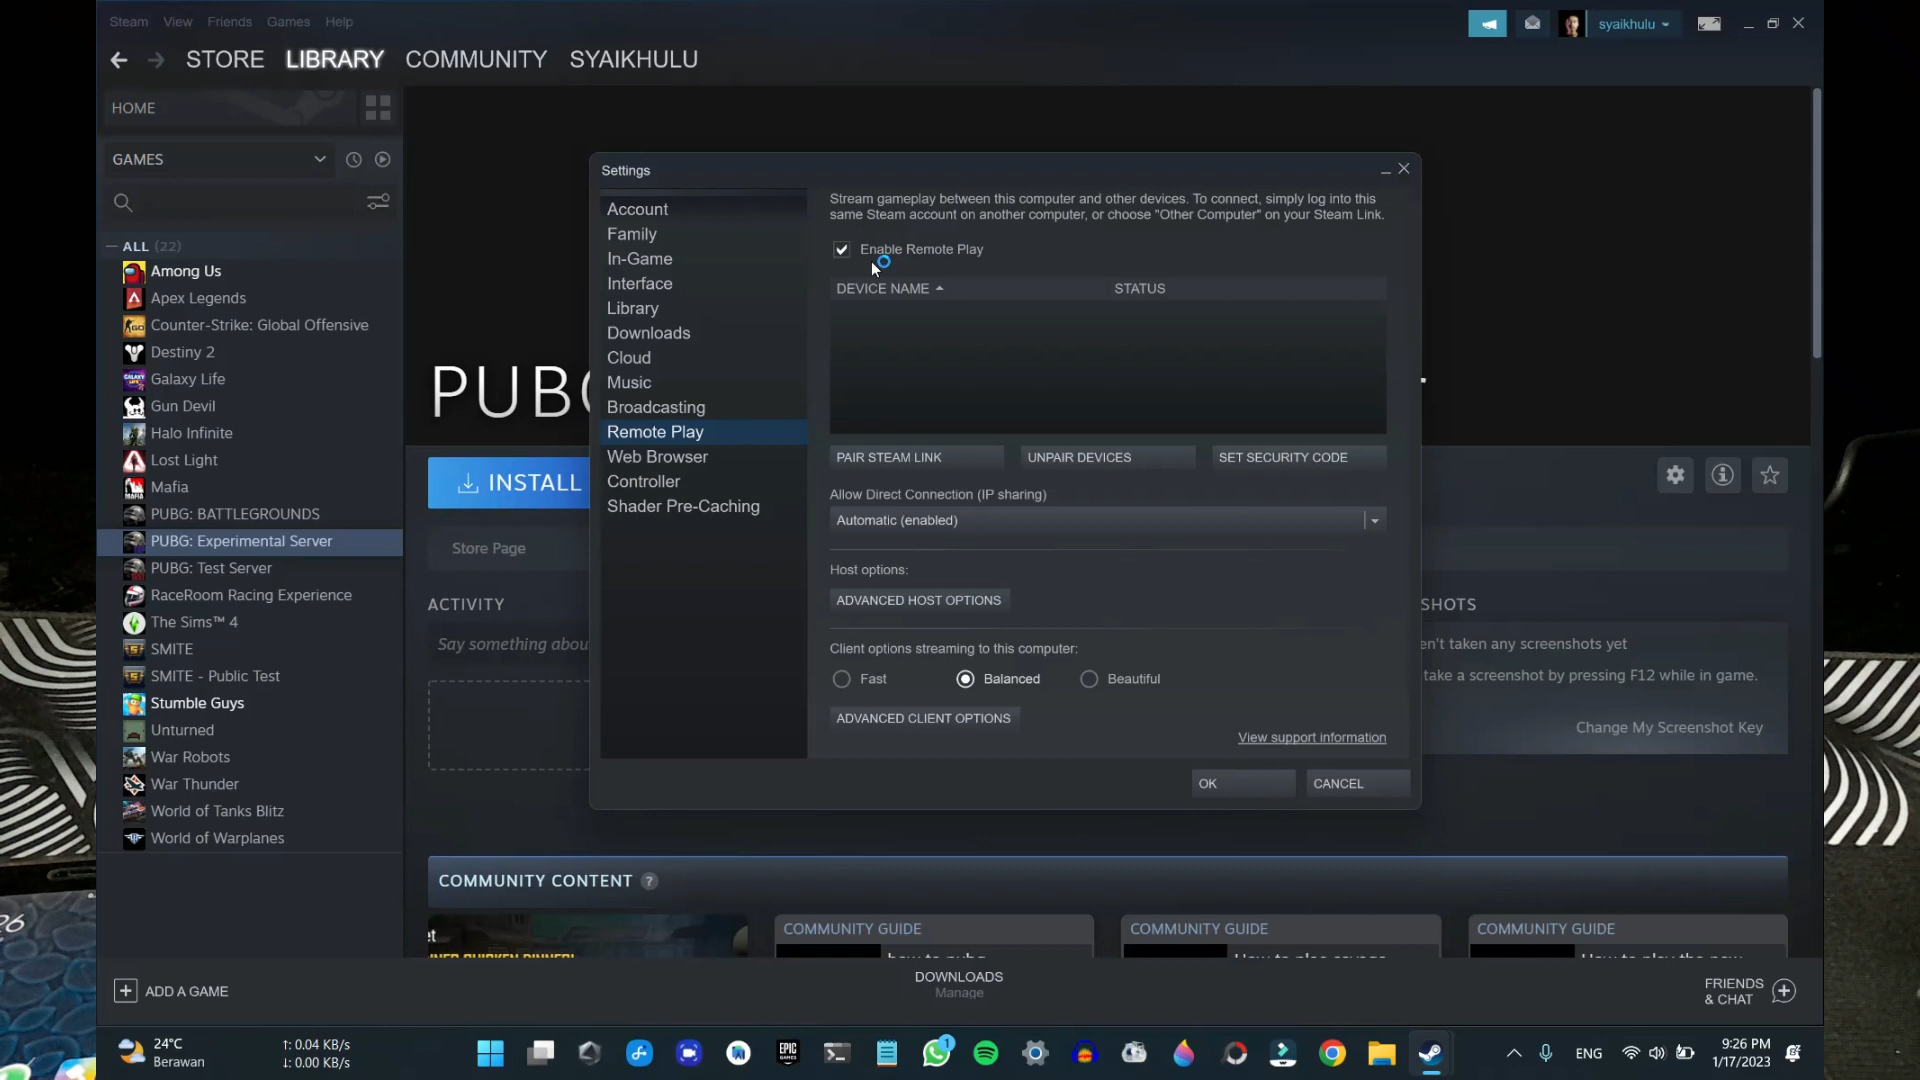 Steam View Friends Games Help
syaikhulu
STORE LIBRARY COMMUNITY SYAIKHULU
HOME
GAMES
ALL (22)
Among Us
Apex Legends
Counter-Strike: Global Offensive
Destiny 2
Galaxy Life
Gun Devil
Halo Infinite
Lost Light
Mafia
PUBG: BATTLEGROUNDS
PUBG: Experimental Server
PUBG: Test Server
RaceRoom Racing Experience
The Sims™ 4
SMITE
SMITE - Public Test
Stumble Guys
Unturned
War Robots
War Thunder
World of Tanks Blitz
World of Warplanes
PUBG
INSTALL
Store Page
ACTIVITY
Say something abou
Settings
Account
Family
In-Game
Interface
Library
Downloads
Cloud
Music
Broadcasting
Remote Play
Web Browser
Controller
Shader Pre-Caching
Stream gameplay between this computer and other devices. To connect, simply log into this
same Steam account on another computer, or choose "Other Computer" on your Steam Link.
Enable Remote Play
DEVICE NAME STATUS
PAIR STEAM LINK UNPAIR DEVICES SET SECURITY CODE
Allow Direct Connection (IP sharing)
Automatic (enabled)
Host options:
ADVANCED HOST OPTIONS
Client options streaming to this computer:
Fast Balanced Beautiful
ADVANCED CLIENT OPTIONS
View support information
OK CANCEL
SHOTS
en't taken any screenshots yet
take a screenshot by pressing F12 while in game.
Change My Screenshot Key
COMMUNITY CONTENT ?
COMMUNITY GUIDE
COMMUNITY GUIDE
COMMUNITY GUIDE
ADD A GAME
DOWNLOADS
Manage
FRIENDS
& CHAT
24°C
Berawan
↑: 0.04 KB/s
↓: 0.00 KB/s
EPIC
GAMES
1
ENG
9:26 PM
1/17/2023